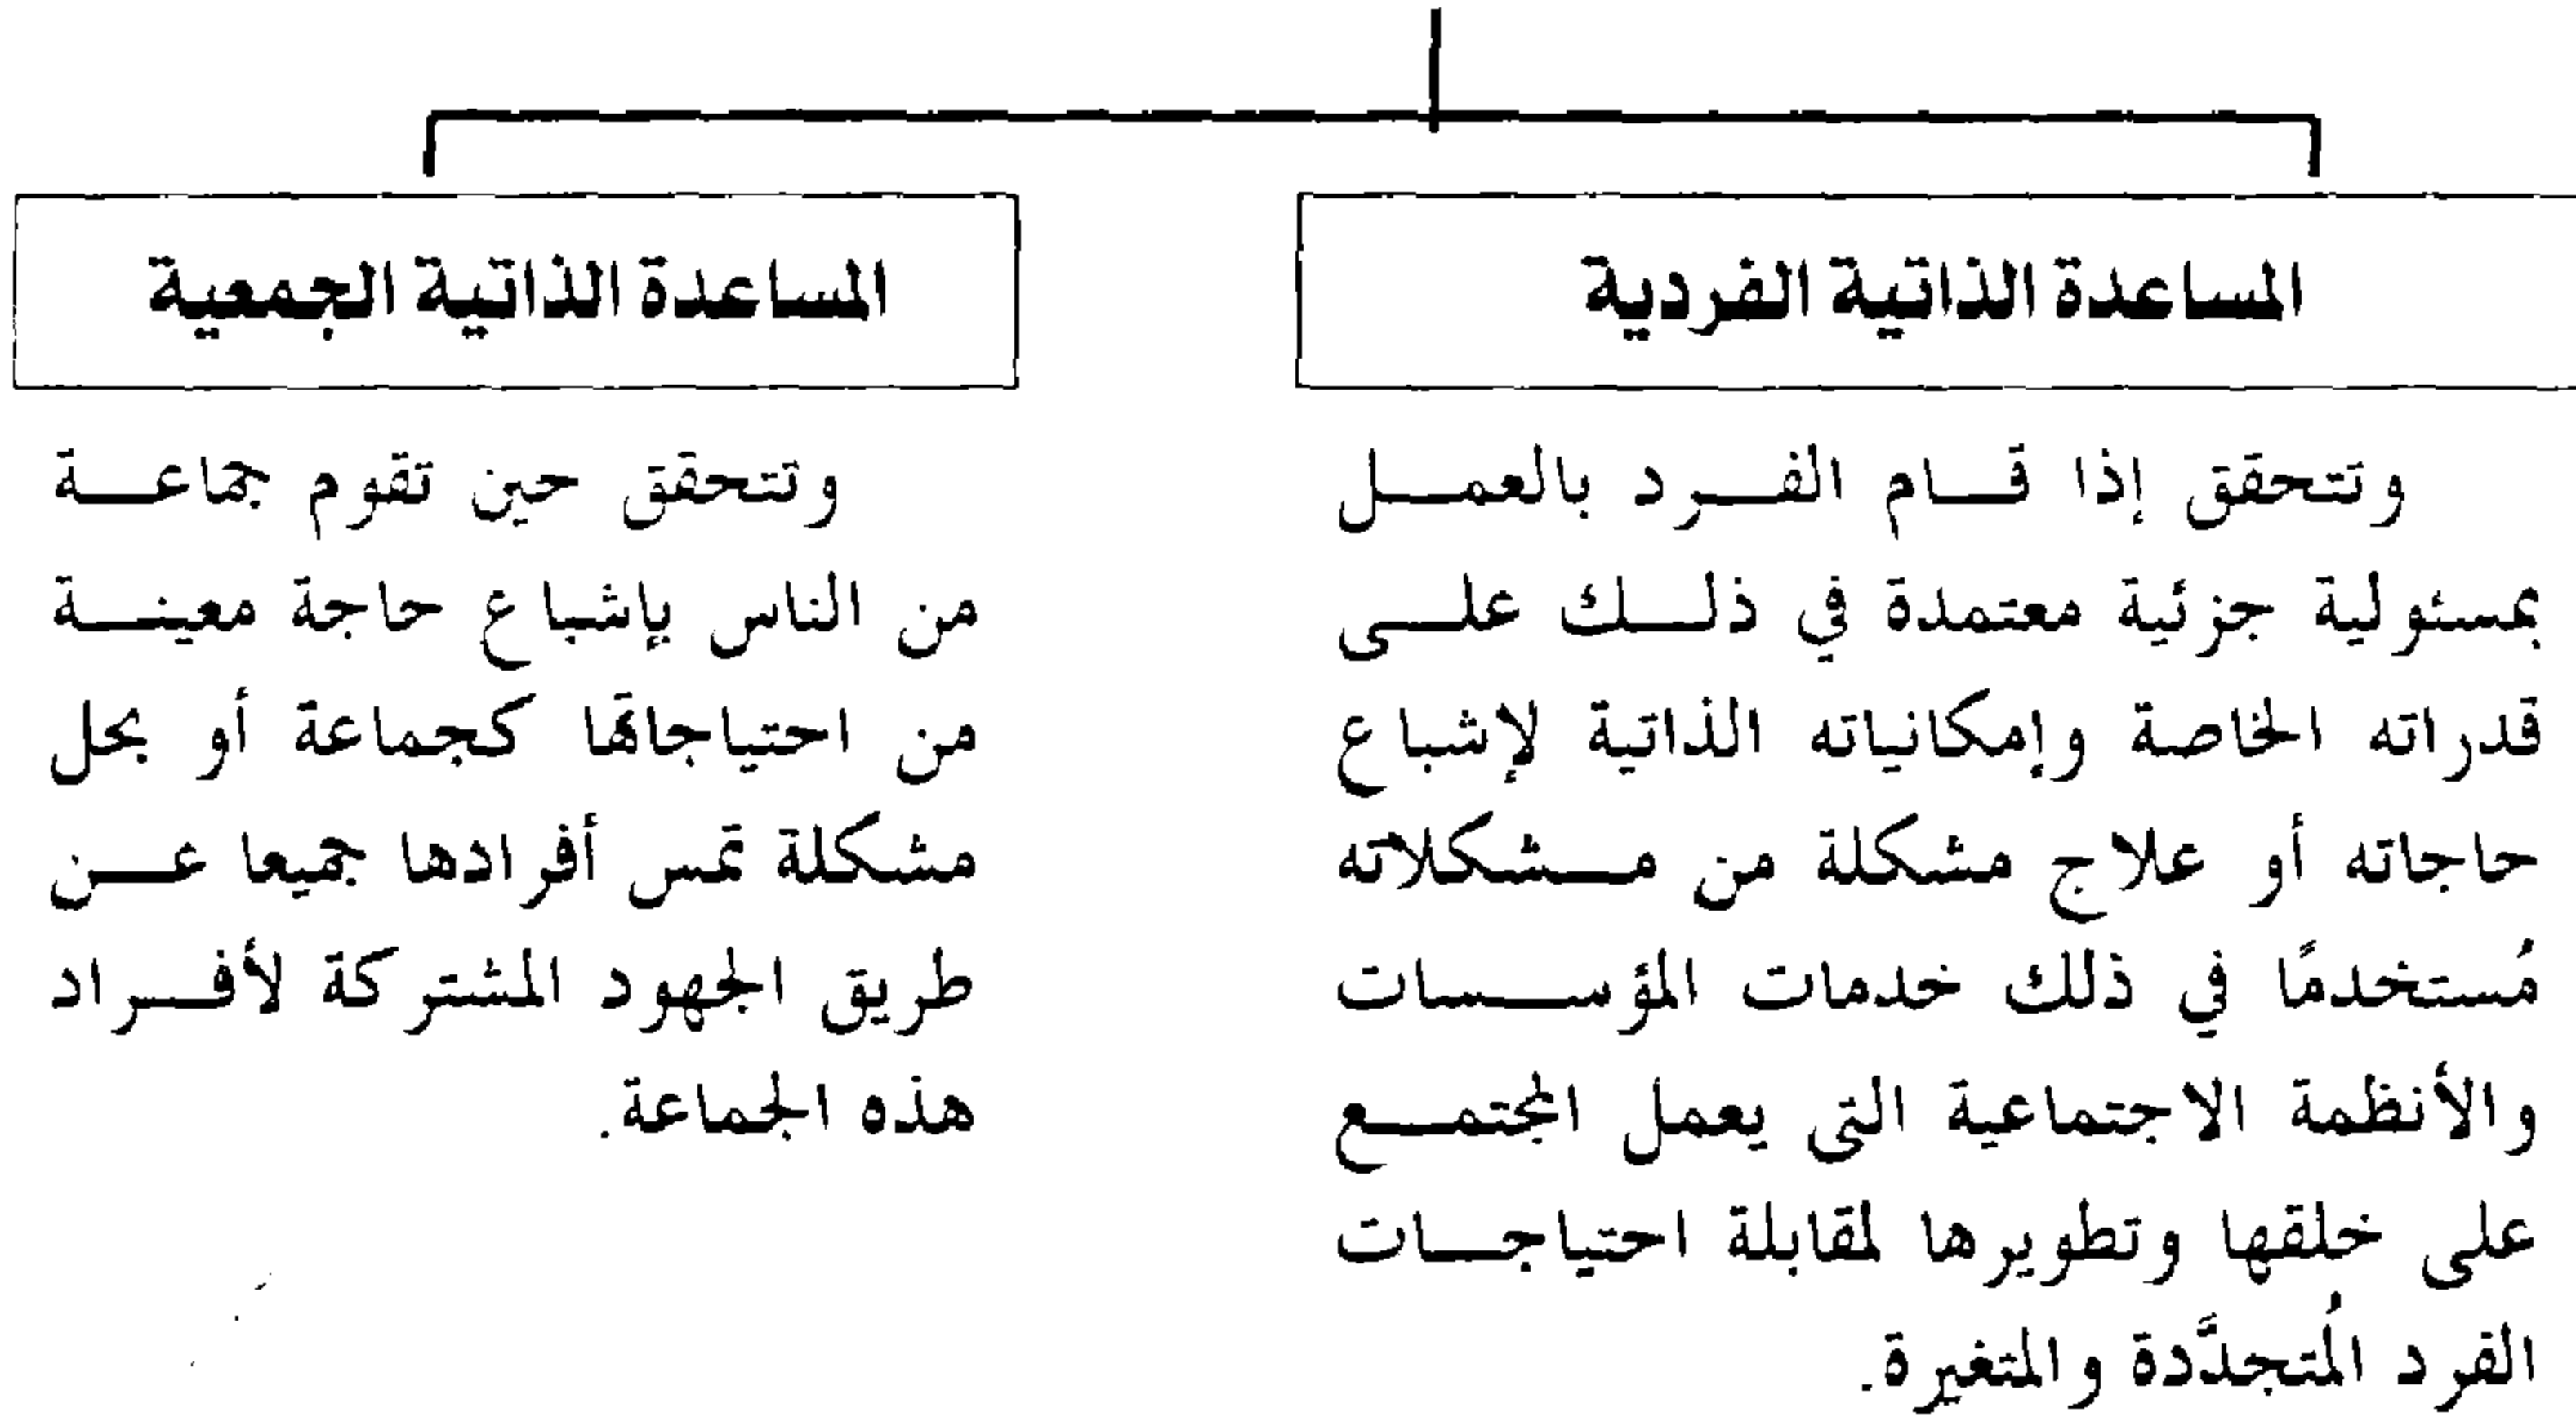 المساعدة الذاتية الفردية
وتتحقق إذا قام الفرد بالعمل
بمسئولية جزئية معتمدة في ذلك على
قدراته الخاصة وإمكانياته الذاتية لإشباع
حاجاته أو علاج مشكلة من مشكلاته
مُستخدمًا في ذلك خدمات المؤسسات
والأنظمة الاجتماعية التى يعمل المجتمع
على خلقها وتطويرها لمقابلة احتياجات
الفرد المُتجدَّدة والمتغيرة.
المساعدة الذاتية الجمعية
وتتحقق حين تقوم جماعة
من الناس بإشباع حاجة معينة
من احتياجاتها كجماعة أو بحل
مشكلة تمس أفرادها جميعا عن
طريق الجهود المشتركة لأفراد
هذه الجماعة.